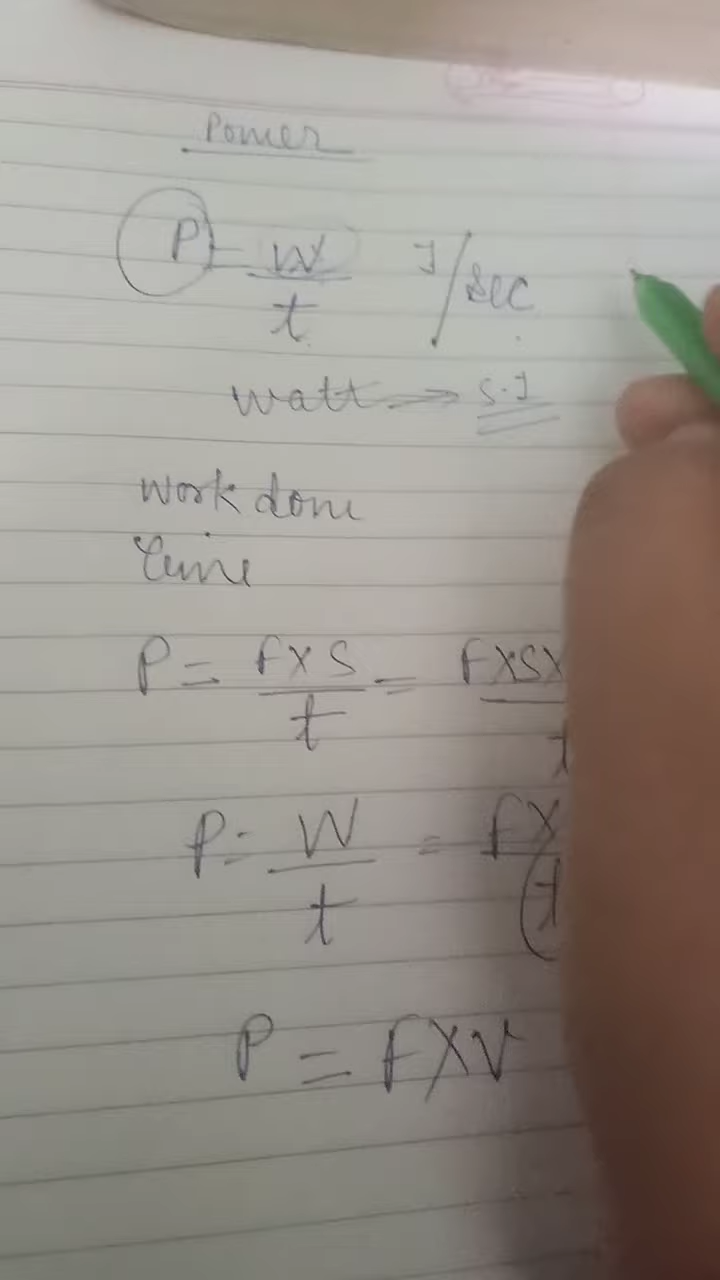 Power
P = W/t J/sec
watt → S.I
Work done
time
P = F×S/t = F×S×
P = W/t = F×
P = F×V